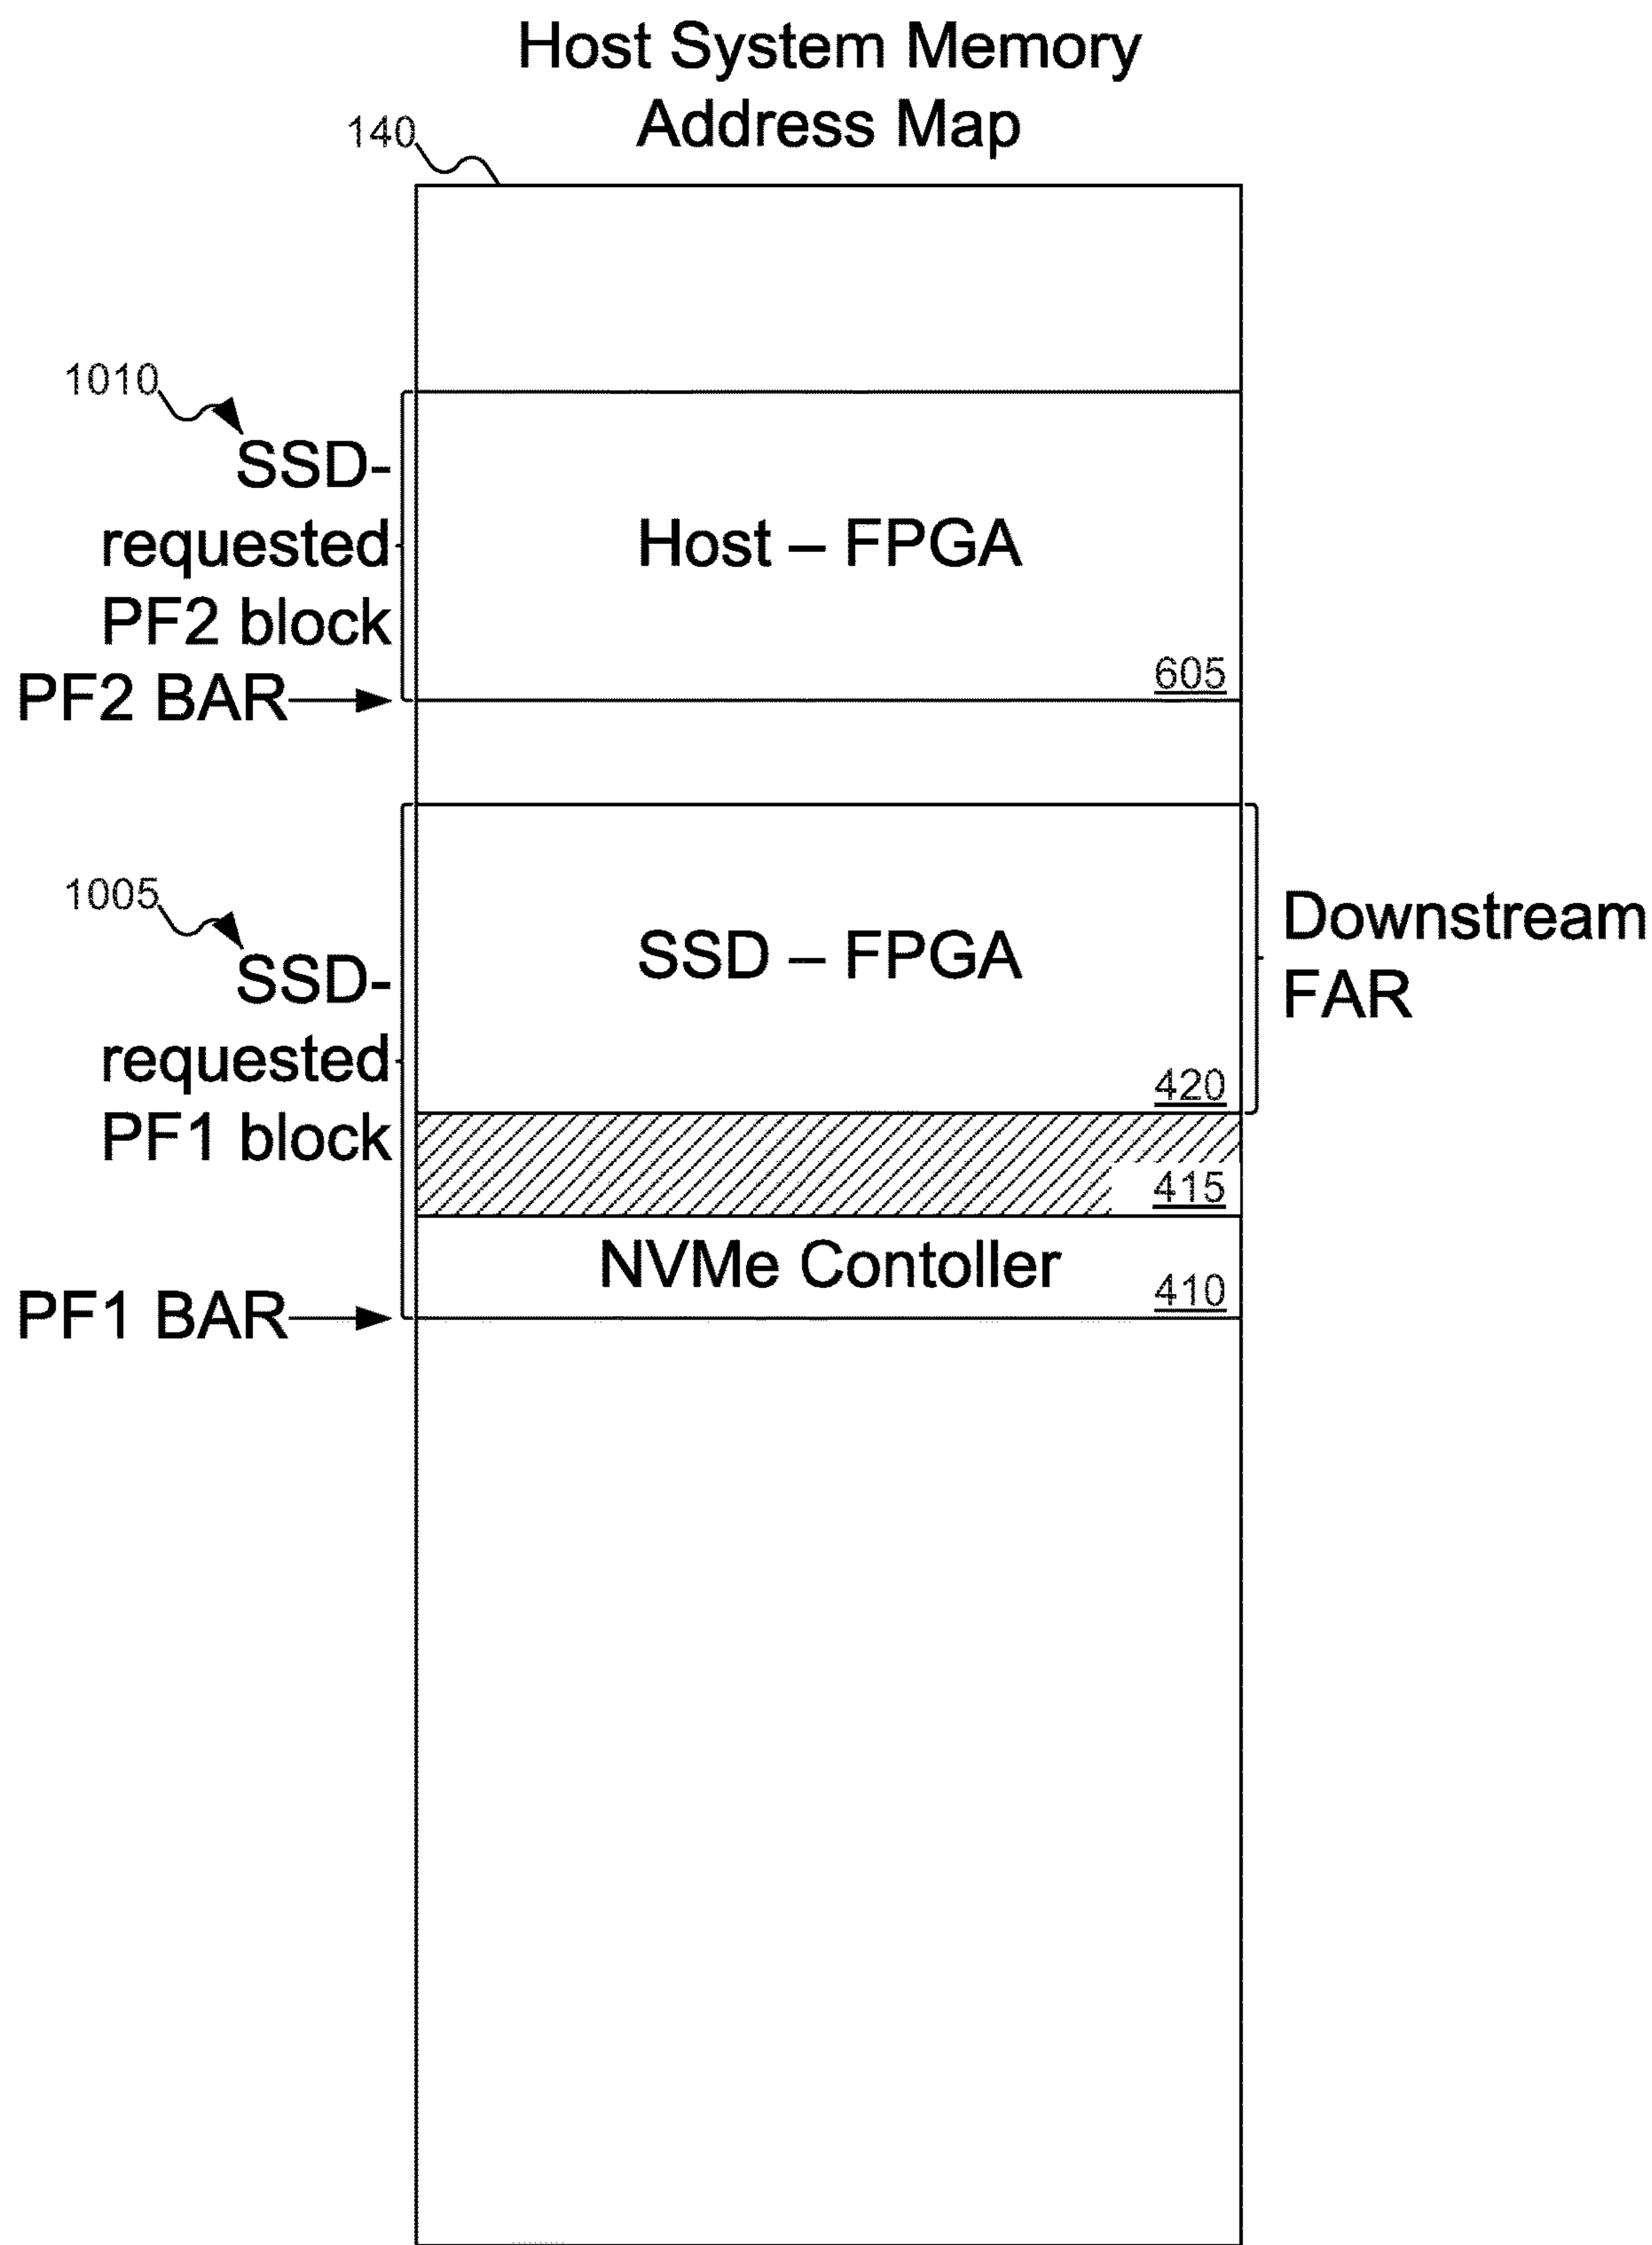 Host System Memory
Address Map
140
1010
SSD-
requested
PF2 block
PF2 BAR
Host – FPGA
605
1005
SSD-
requested
PF1 block
PF1 BAR
SSD – FPGA
420
Downstream
FAR
415
NVMe Contoller
410